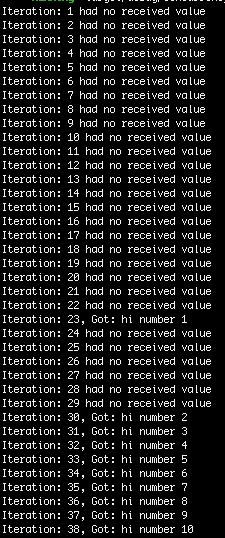 Iteration: 1 had no received value
Iteration: 2 had no received value
Iteration: 3 had no received value
Iteration: 4 had no received value
Iteration: 5 had no received value
Iteration: 6 had no received value
Iteration: 7 had no received value
Iteration: 8 had no received value
Iteration: 9 had no received value
Iteration: 10 had no received value
Iteration: 11 had no received value
Iteration: 12 had no received value
Iteration: 13 had no received value
Iteration: 14 had no received value
Iteration: 15 had no received value
Iteration: 16 had no received value
Iteration: 17 had no received value
Iteration: 18 had no received value
Iteration: 19 had no received value
Iteration: 20 had no received value
Iteration: 21 had no received value
Iteration: 22 had no received value
Iteration: 23, Got: hi number 1
Iteration: 24 had no received value
Iteration: 25 had no received value
Iteration: 26 had no received value
Iteration: 27 had no received value
Iteration: 28 had no received value
Iteration: 29 had no received value
Iteration: 30, Got: hi number 2
Iteration: 31, Got: hi number 3
Iteration: 32, Got: hi number 4
Iteration: 33, Got: hi number 5
Iteration: 34, Got: hi number 6
Iteration: 35, Got: hi number 7
Iteration: 36, Got: hi number 8
Iteration: 37, Got: hi number 9
Iteration: 38, Got: hi number 10